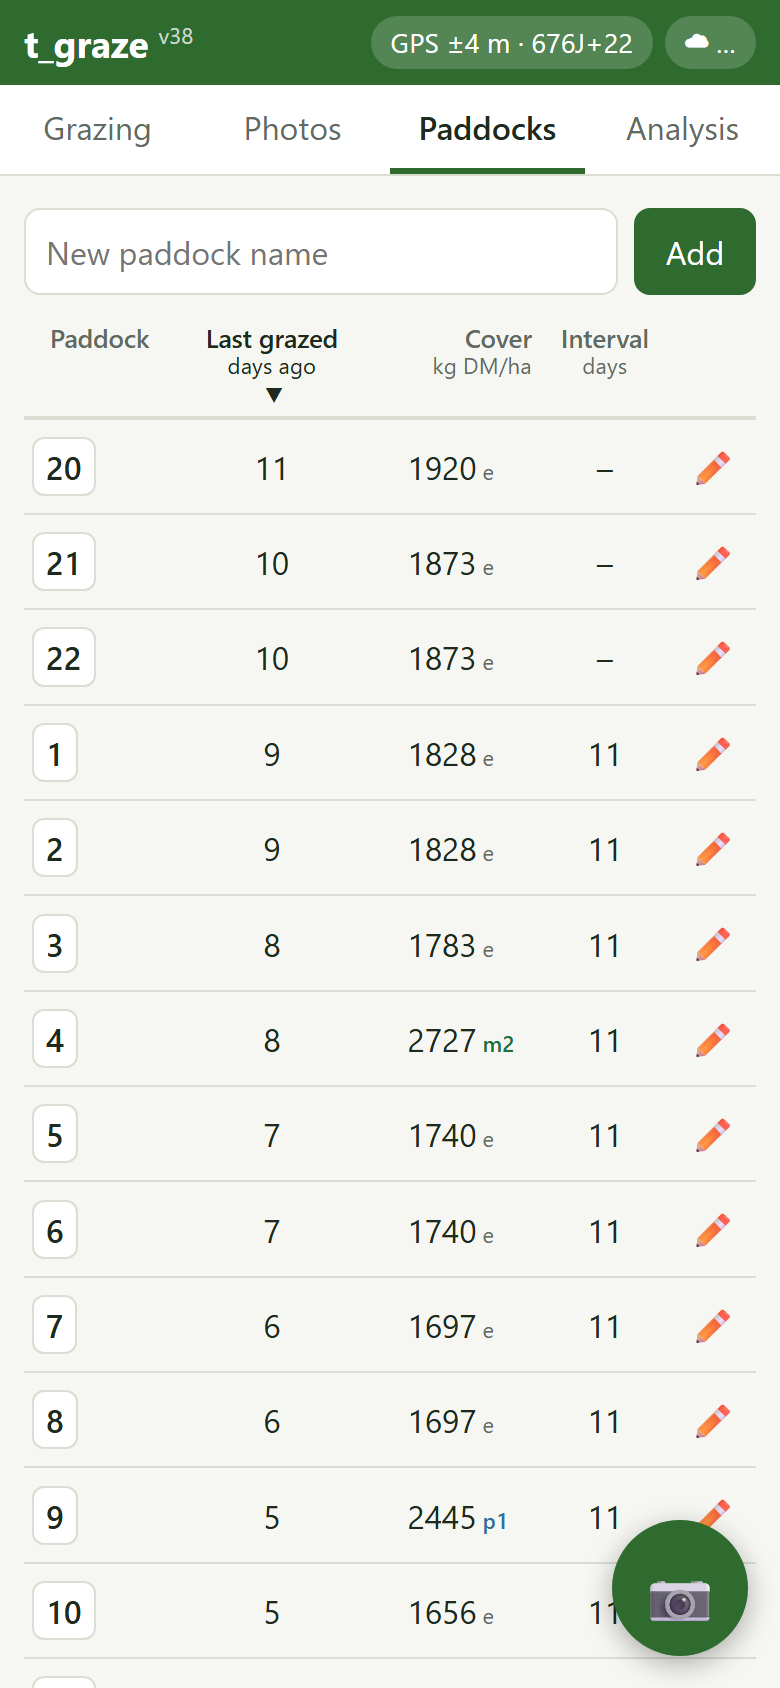 t_graze v38
GPS ±4 m · 676J+22
...
Grazing Photos Paddocks Analysis
New paddock name
Add
Paddock Last grazed Cover Interval
days ago kg DM/ha days
▼
20 11 1920 e –
21 10 1873 e –
22 10 1873 e –
1 9 1828 e 11
2 9 1828 e 11
3 8 1783 e 11
4 8 2727 m2 11
5 7 1740 e 11
6 7 1740 e 11
7 6 1697 e 11
8 6 1697 e 11
9 5 2445 p1 11
10 5 1656 e 11